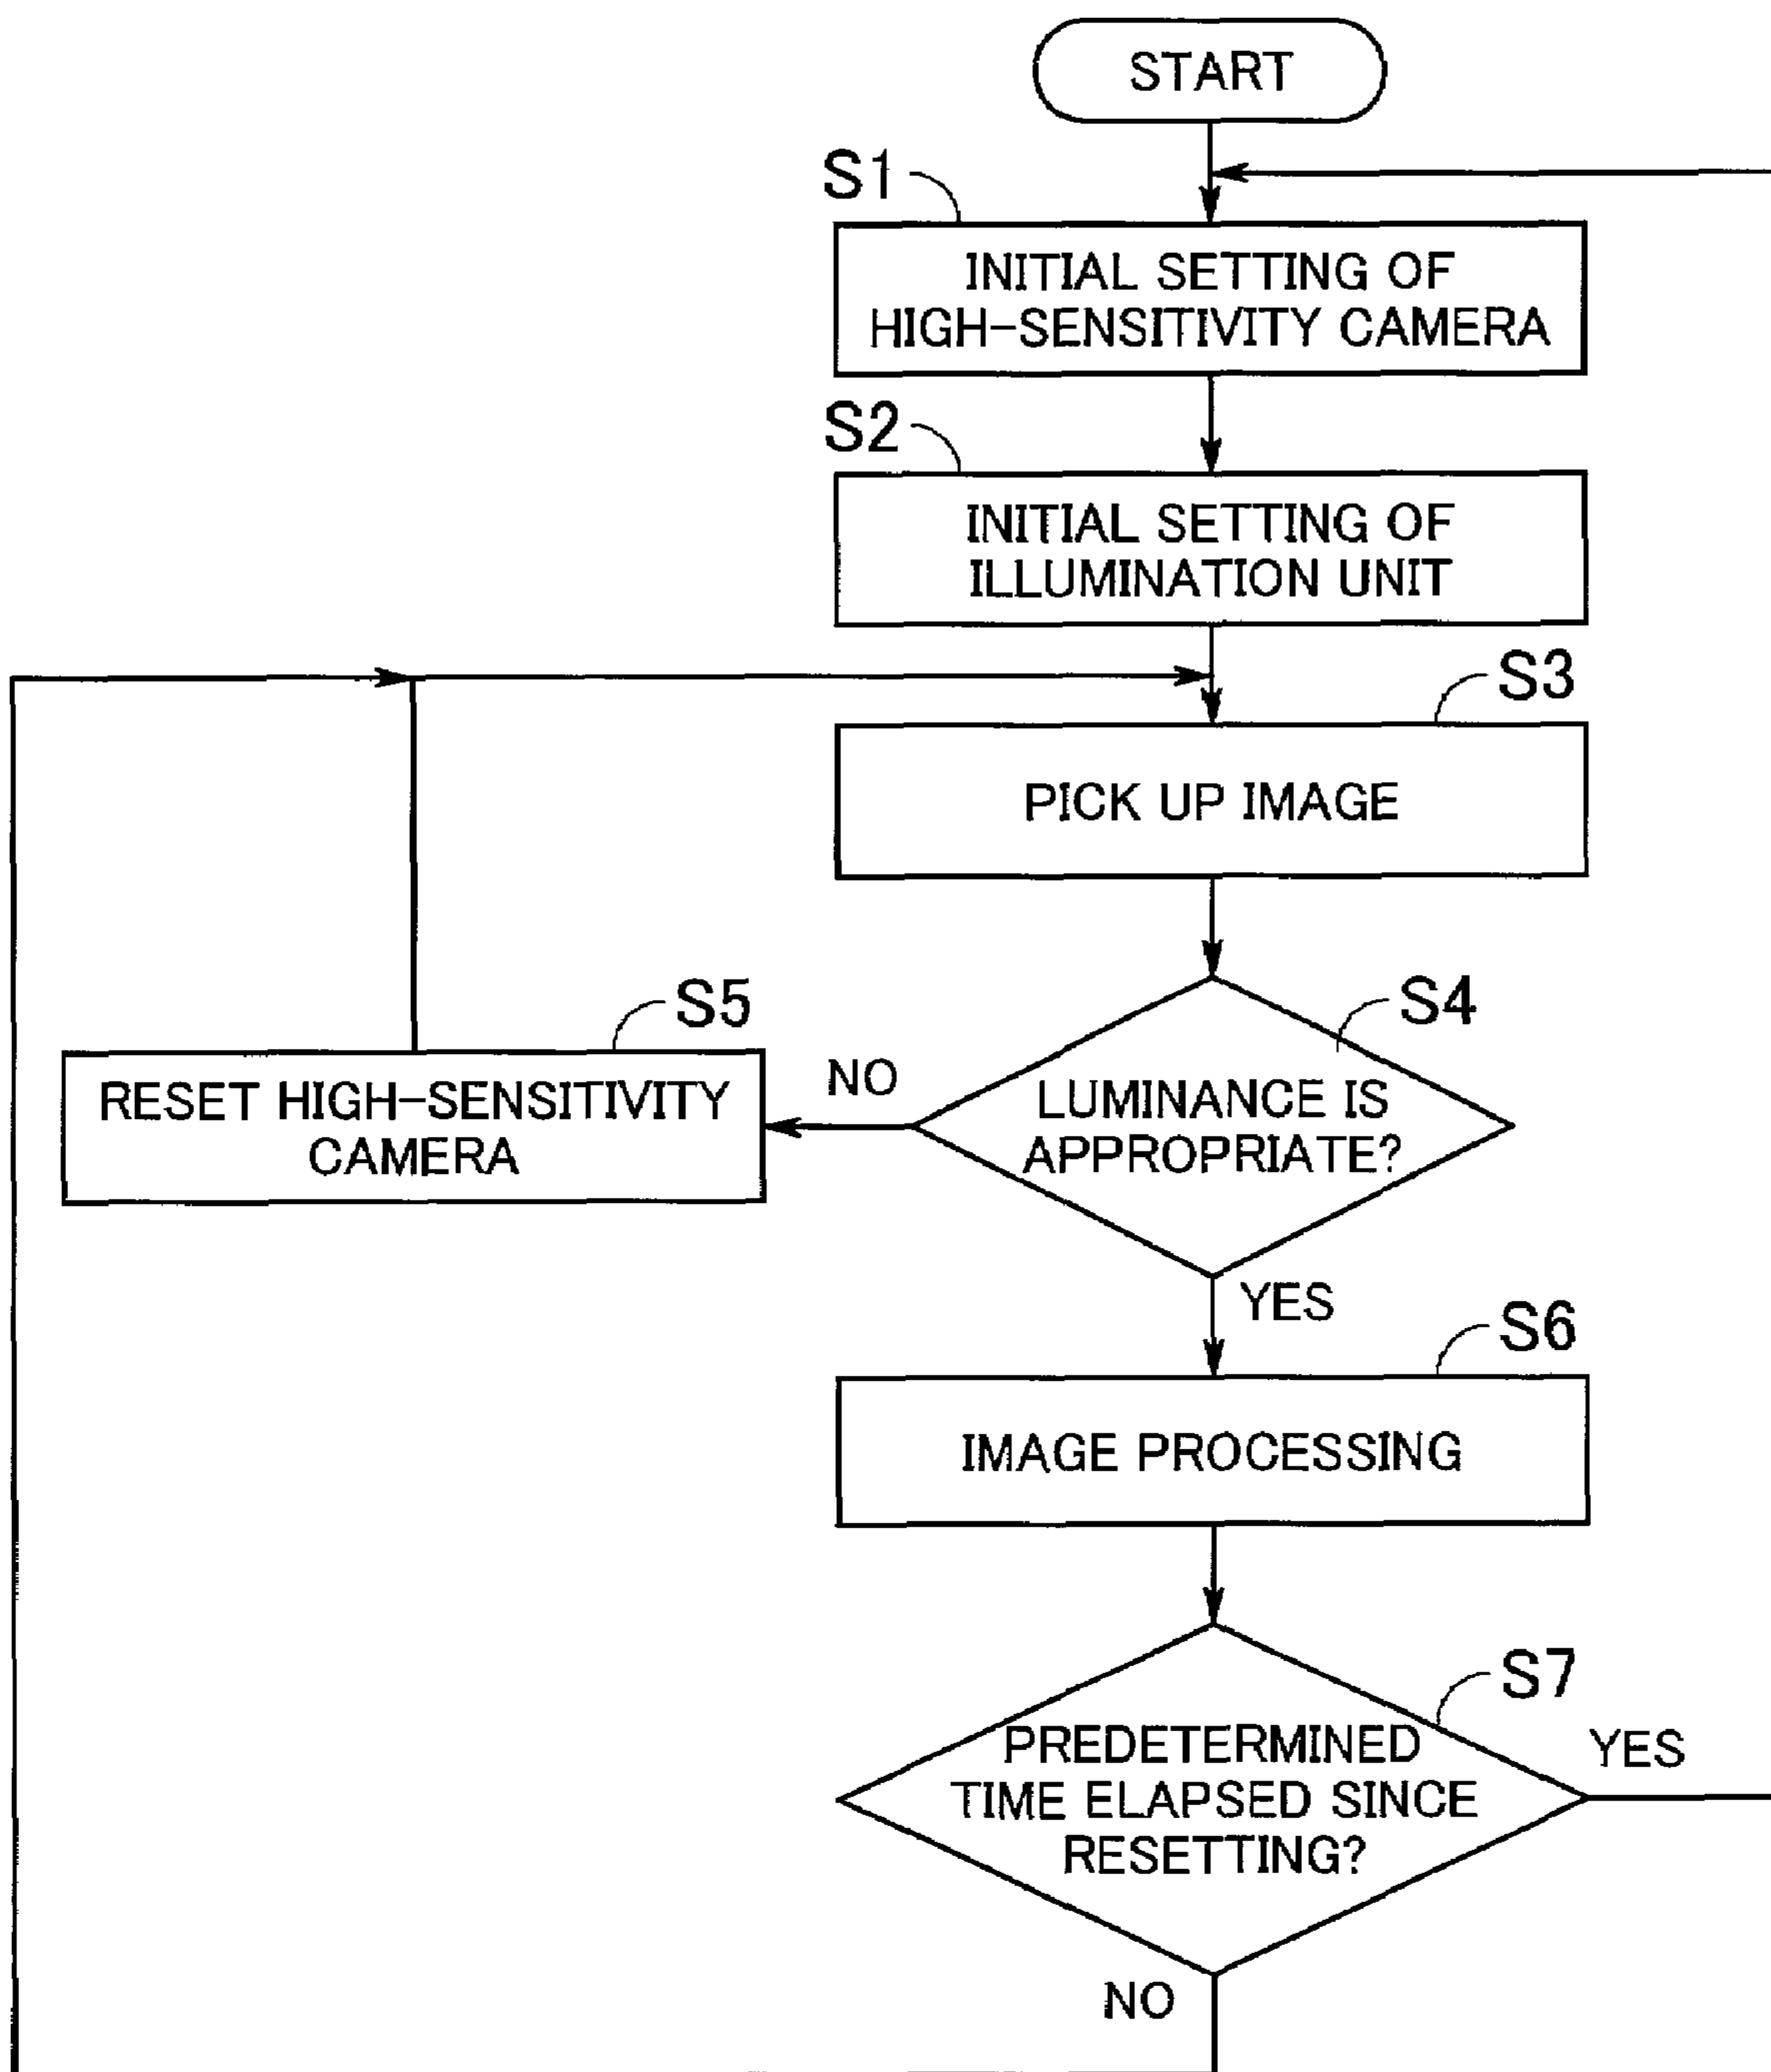 START
S1
INITIAL SETTING OF
HIGH-SENSITIVITY CAMERA
S2
INITIAL SETTING OF
ILLUMINATION UNIT
S3
PICK UP IMAGE
S4
LUMINANCE IS
APPROPRIATE?
NO
S5
RESET HIGH-SENSITIVITY
CAMERA
YES
S6
IMAGE PROCESSING
S7
PREDETERMINED
TIME ELAPSED SINCE
RESETTING?
YES
NO